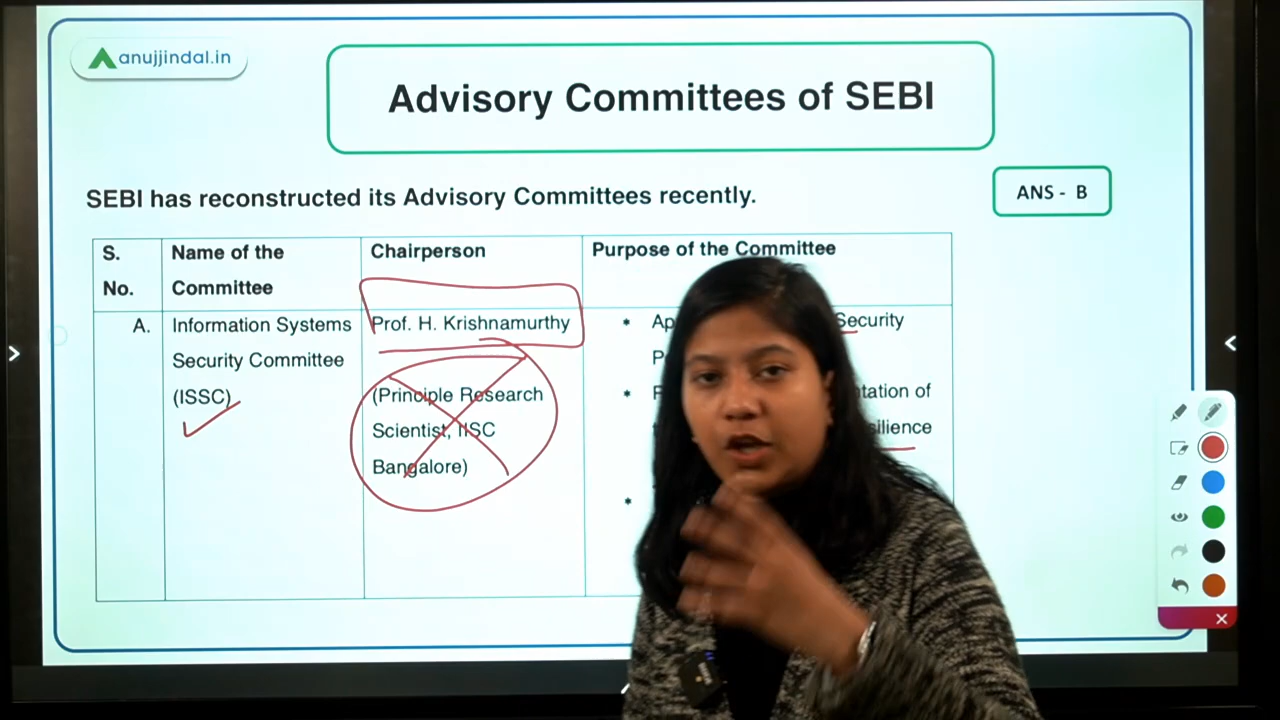 anujjindal.in
Advisory Committees of SEBI
SEBI has reconstructed its Advisory Committees recently.
ANS - B
S. No.
Name of the Committee
Chairperson
Purpose of the Committee
A.
Information Systems
Security Committee
(ISSC)
Prof. H. Krishnamurthy
(Principle Research
Scientist, IISC
Bangalore)
Security
of